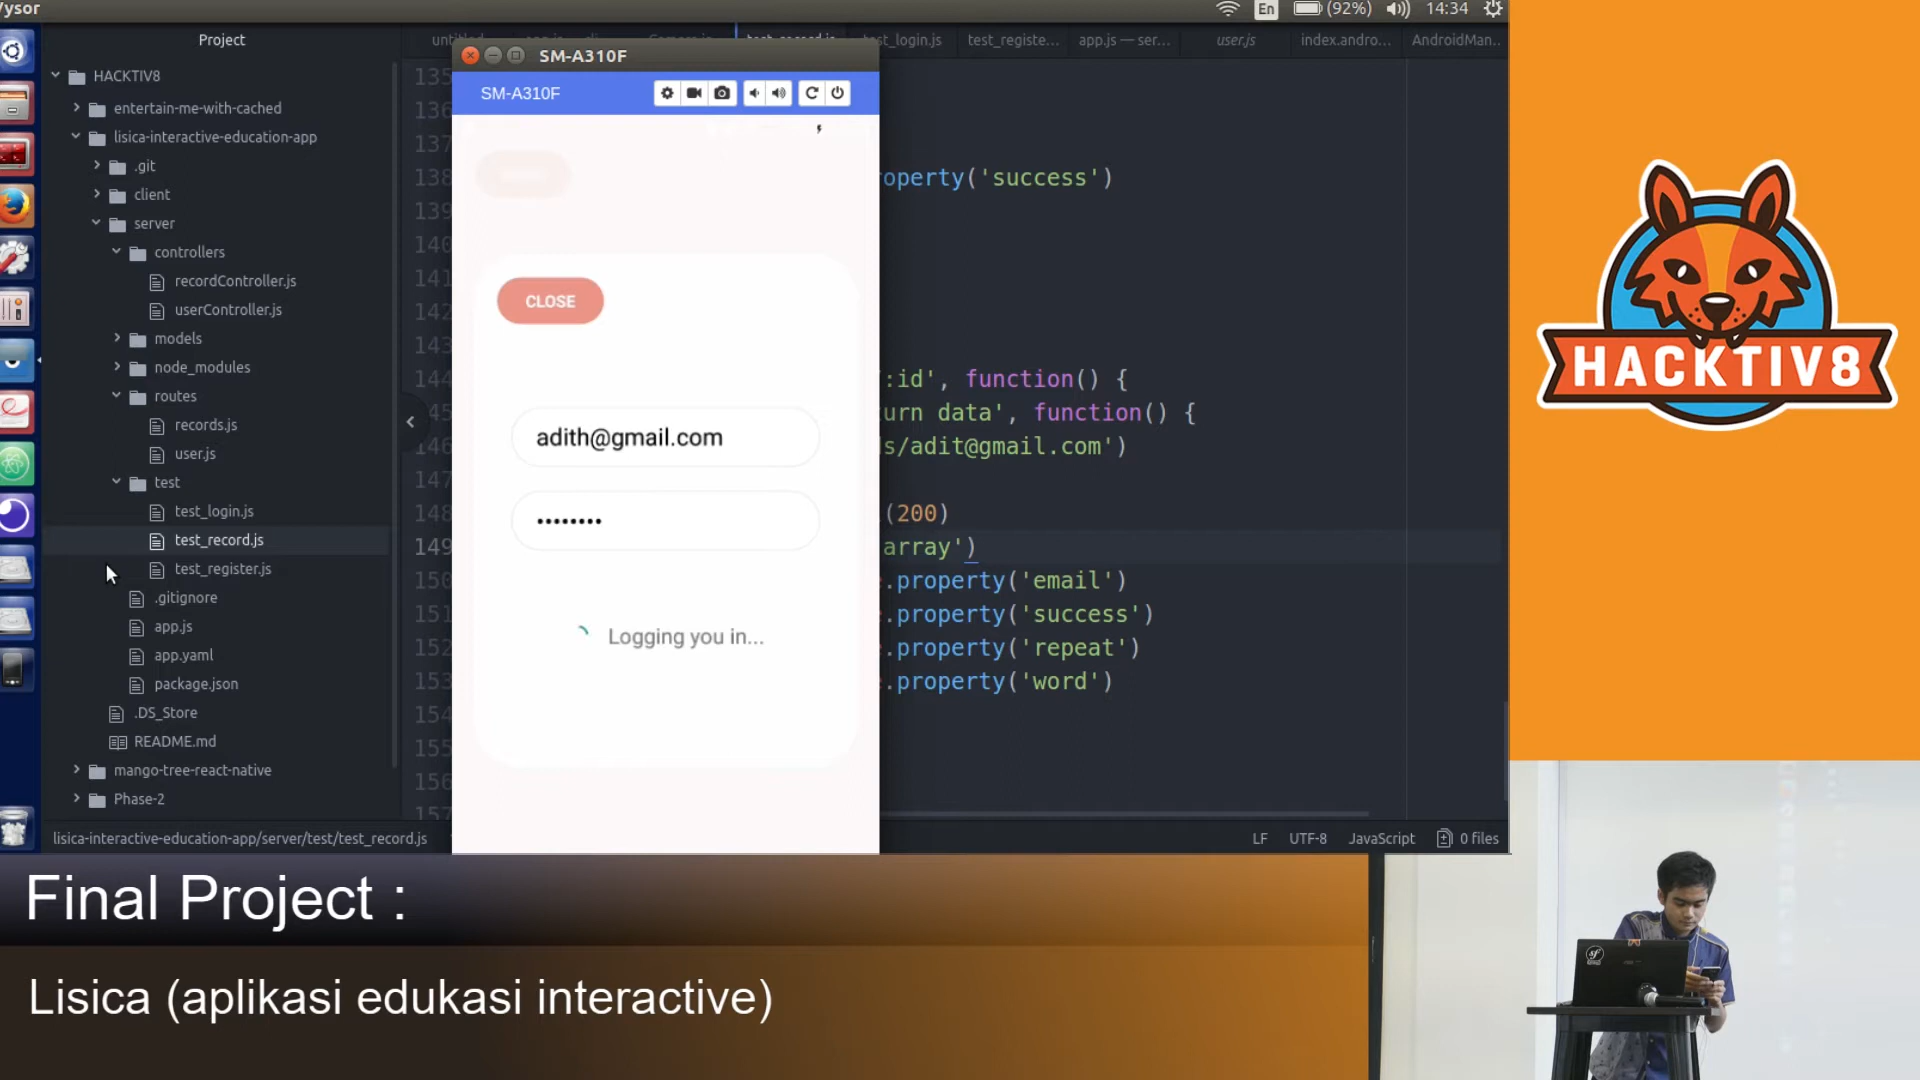 Vysor
En
(92%)
14:34
Project
test_record.js
test_login.js
test_registe...
app.js — ser...
user.js
index.andro...
AndroidMan..
HACKTIV8
entertain-me-with-cached
lisica-interactive-education-app
.git
client
server
controllers
recordController.js
userController.js
models
node_modules
routes
records.js
user.js
test
test_login.js
test_record.js
test_register.js
.gitignore
app.js
app.yaml
package.json
.DS_Store
README.md
mango-tree-react-native
Phase-2
lisica-interactive-education-app/server/test/test_record.js
SM-A310F
SM-A310F
CLOSE
adith@gmail.com
••••••••
Logging you in...
135
136
137
138 operty('success')
139
140
141
142
143
144 :id', function() {
145 urn data', function() {
146 s/adit@gmail.com')
147
148 (200)
149 array')
150 .property('email')
151 .property('success')
152 .property('repeat')
153 .property('word')
154
155
156
157
LF
UTF-8
JavaScript
0 files
HACKTIV8
Final Project :
Lisica (aplikasi edukasi interactive)